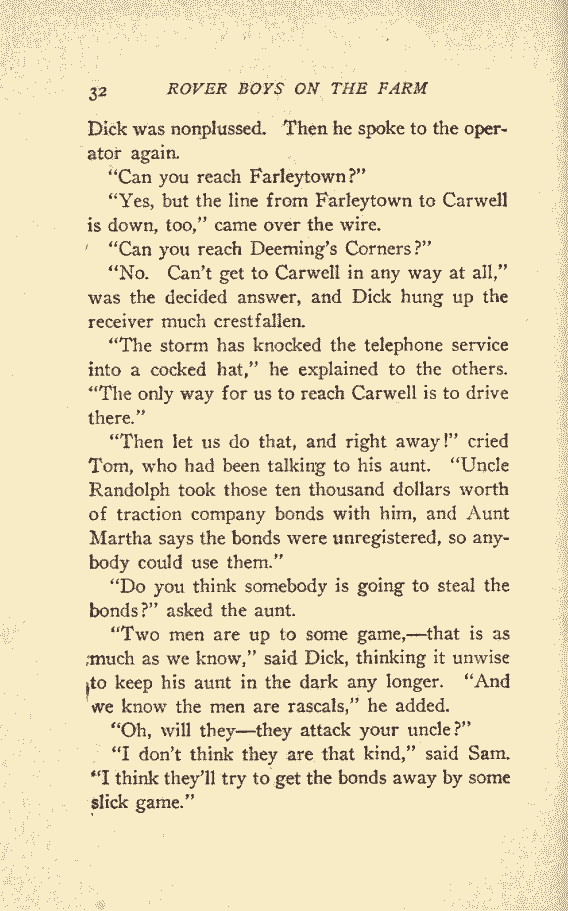 32 ROVER BOYS ON THE FARM
Dick was nonplussed. Then he spoke to the oper-
ator again.
“Can you reach Farleytown?”
“Yes, but the line from Farleytown to Carwell
is down, too,” came over the wire.
“Can you reach Deeming’s Corners?”
“No. Can’t get to Carwell in any way at all,”
was the decided answer, and Dick hung up the
receiver much crestfallen.
“The storm has knocked the telephone service
into a cocked hat,” he explained to the others.
“The only way for us to reach Carwell is to drive
there.”
“Then let us do that, and right away!” cried
Tom, who had been talking to his aunt. “Uncle
Randolph took those ten thousand dollars worth
of traction company bonds with him, and Aunt
Martha says the bonds were unregistered, so any-
body could use them.”
“Do you think somebody is going to steal the
bonds?” asked the aunt.
“Two men are up to some game,—that is as
much as we know,” said Dick, thinking it unwise
to keep his aunt in the dark any longer. “And
we know the men are rascals,” he added.
“Oh, will they—they attack your uncle?”
“I don’t think they are that kind,” said Sam.
“I think they’ll try to get the bonds away by some
slick game.”